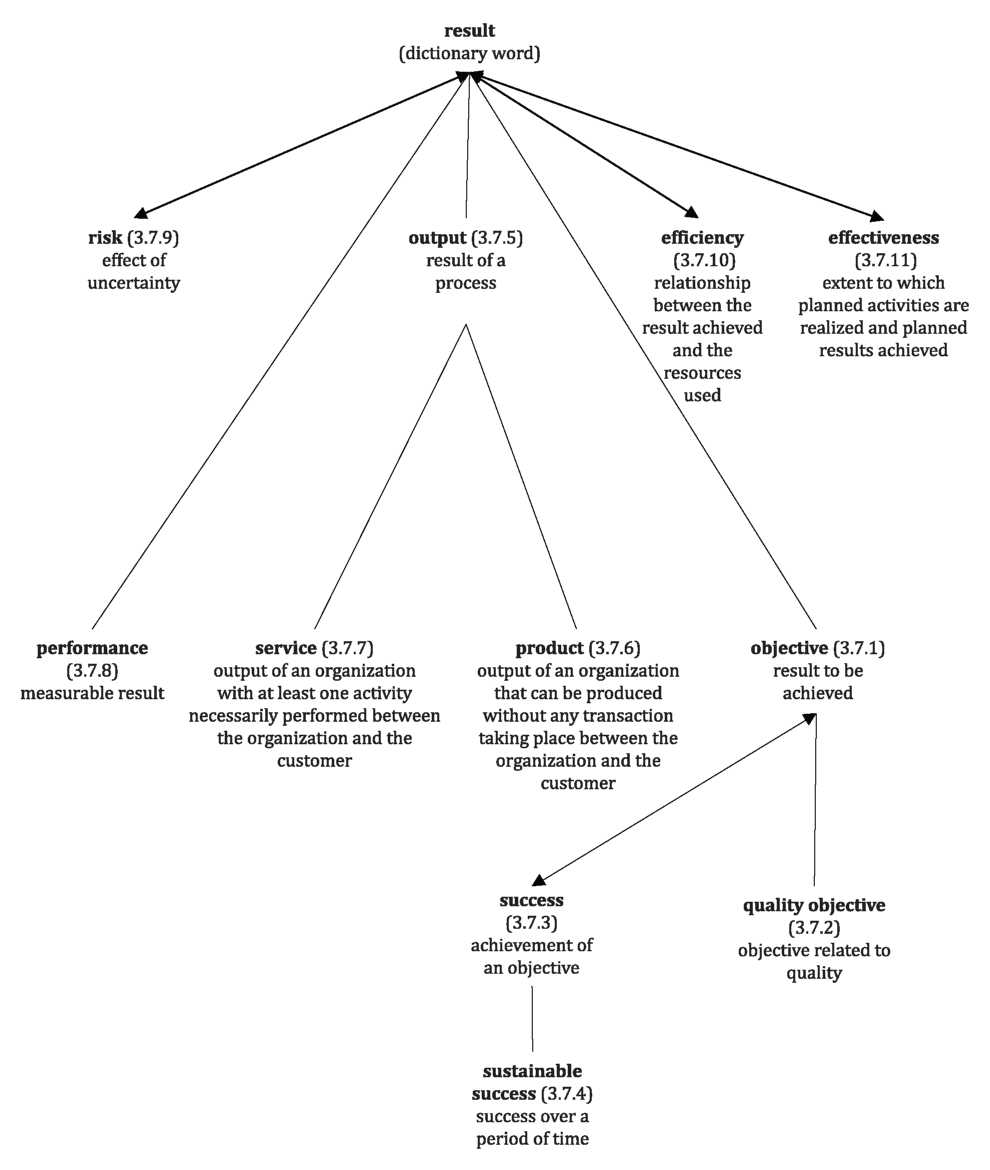 result
(dictionary word)
risk (3.7.9)
effect of
uncertainty
output (3.7.5)
result of a
process
efficiency
(3.7.10)
relationship
between the
result achieved
and the
resources
used
effectiveness
(3.7.11)
extent to which
planned activities are
realized and planned
results achieved
performance
(3.7.8)
measurable result
service (3.7.7)
output of an organization
with at least one activity
necessarily performed between
the organization and the
customer
product (3.7.6)
output of an organization
that can be produced
without any transaction
taking place between the
organization and the
customer
objective (3.7.1)
result to be
achieved
success
(3.7.3)
achievement of
an objective
quality objective
(3.7.2)
objective related to
quality
sustainable
success (3.7.4)
success over a
period of time